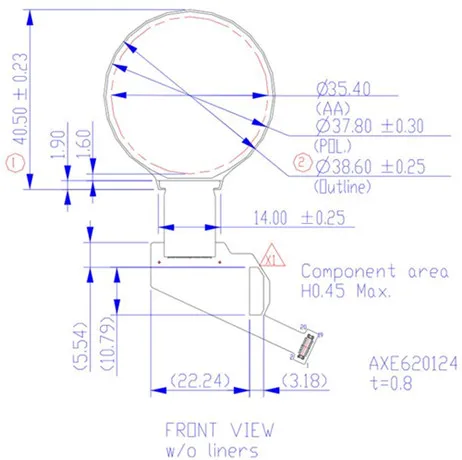 40.50 ± 0.23
1
1.90
1.60
Ø35.40
(AA)
Ø37.80 ±0.30
(POL.)
2
Ø38.60 ±0.25
(Outline)
14.00 ±0.25
X1
Component area
H0.45 Max.
(5.54)
(10.79)
(22.24)
(3.18)
AXE620124
t=0.8
FRONT VIEW
w/o liners